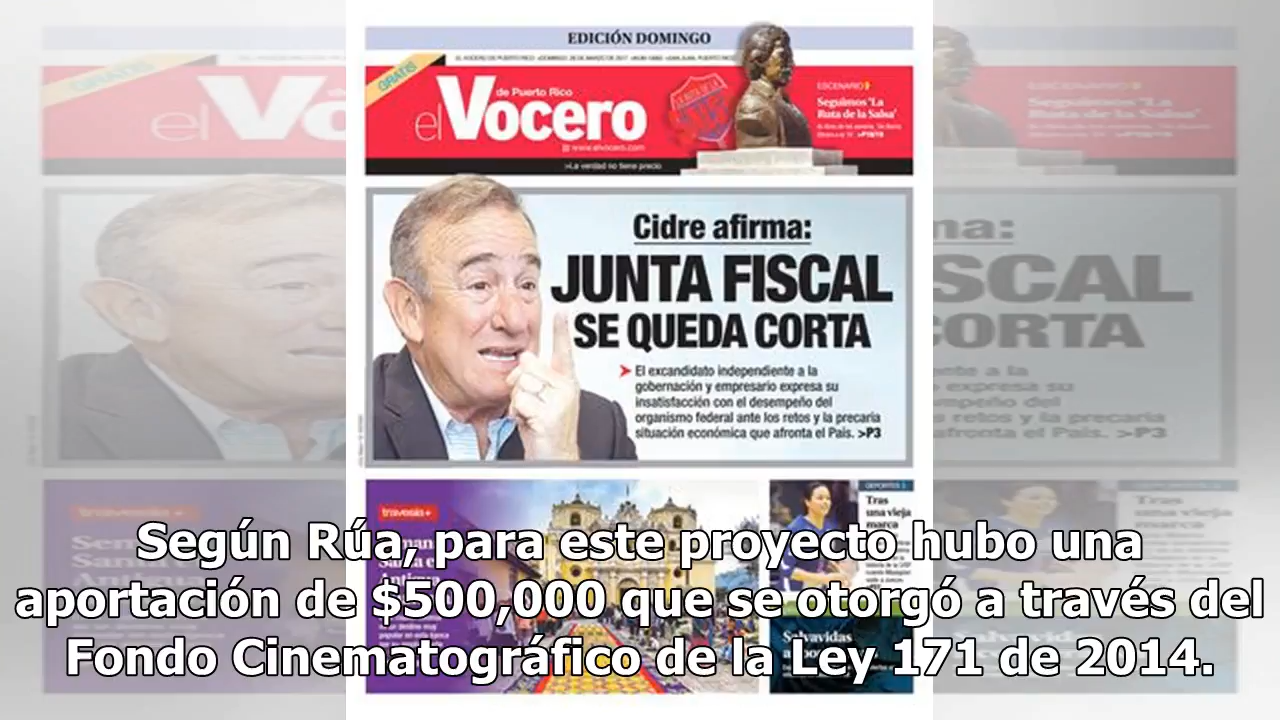 EDICIÓN DOMINGO
GRATIS
de Puerto Rico
el Vocero
www.elvocero.com
>La verdad no tiene precio
ESCENARIO
Seguimos 'La
Ruta de la Salsa'
Cidre afirma:
JUNTA FISCAL
SE QUEDA CORTA
El excandidato independiente a la
gobernación y empresario expresa su
insatisfacción con el desempeño del
organismo federal ante los retos y la precaria
situación económica que afronta el País. >P3
travesía+
DEPORTES
Tras
una vieja
marca
Salvavidas
Según Rúa, para este proyecto hubo una
aportación de $500,000 que se otorgó a través del
Fondo Cinematográfico de la Ley 171 de 2014.